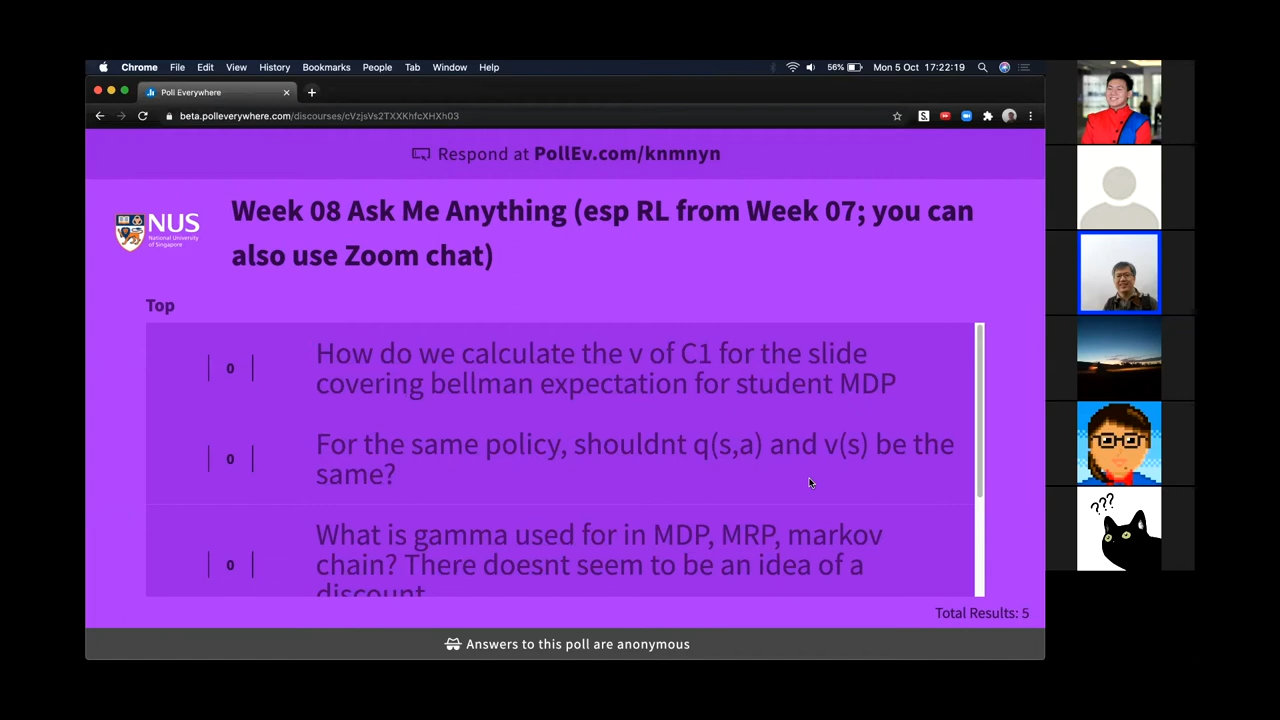 Chrome File Edit View History Bookmarks People Tab Window Help 56% Mon 5 Oct 17:22:19
Poll Everywhere
beta.polleverywhere.com/discourses/cVzjsVs2TXXKhfcXHXh03
Respond at PollEv.com/knmnyn
NUS
National University
of Singapore
Week 08 Ask Me Anything (esp RL from Week 07; you can
also use Zoom chat)
Top
0
How do we calculate the v of C1 for the slide
covering bellman expectation for student MDP
0
For the same policy, shouldnt q(s,a) and v(s) be the
same?
0
What is gamma used for in MDP, MRP, markov
chain? There doesnt seem to be an idea of a
discount
Total Results: 5
Answers to this poll are anonymous
???